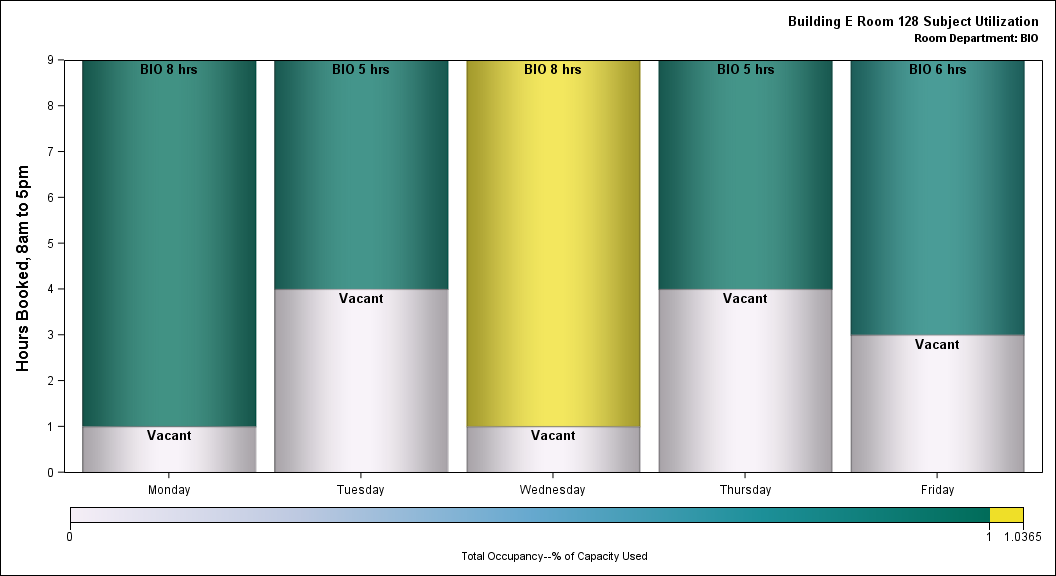 Building E Room 128 Subject Utilization
Room Department: BIO
Hours Booked, 8am to 5pm
9
8
7
6
5
4
3
2
1
0
BIO 8 hrs
BIO 5 hrs
BIO 8 hrs
BIO 5 hrs
BIO 6 hrs
Vacant
Vacant
Vacant
Vacant
Vacant
Monday
Tuesday
Wednesday
Thursday
Friday
0
1
1.0365
Total Occupancy--% of Capacity Used